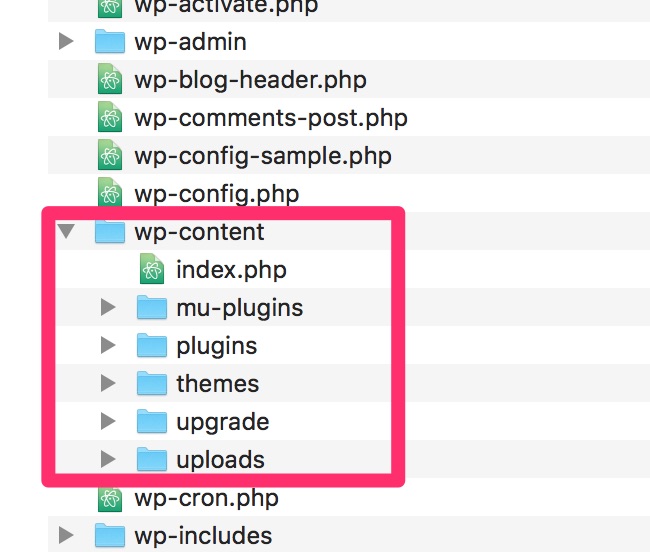 wp-activate.php
wp-admin
wp-blog-header.php
wp-comments-post.php
wp-config-sample.php
wp-config.php
wp-content
index.php
mu-plugins
plugins
themes
upgrade
uploads
wp-cron.php
wp-includes